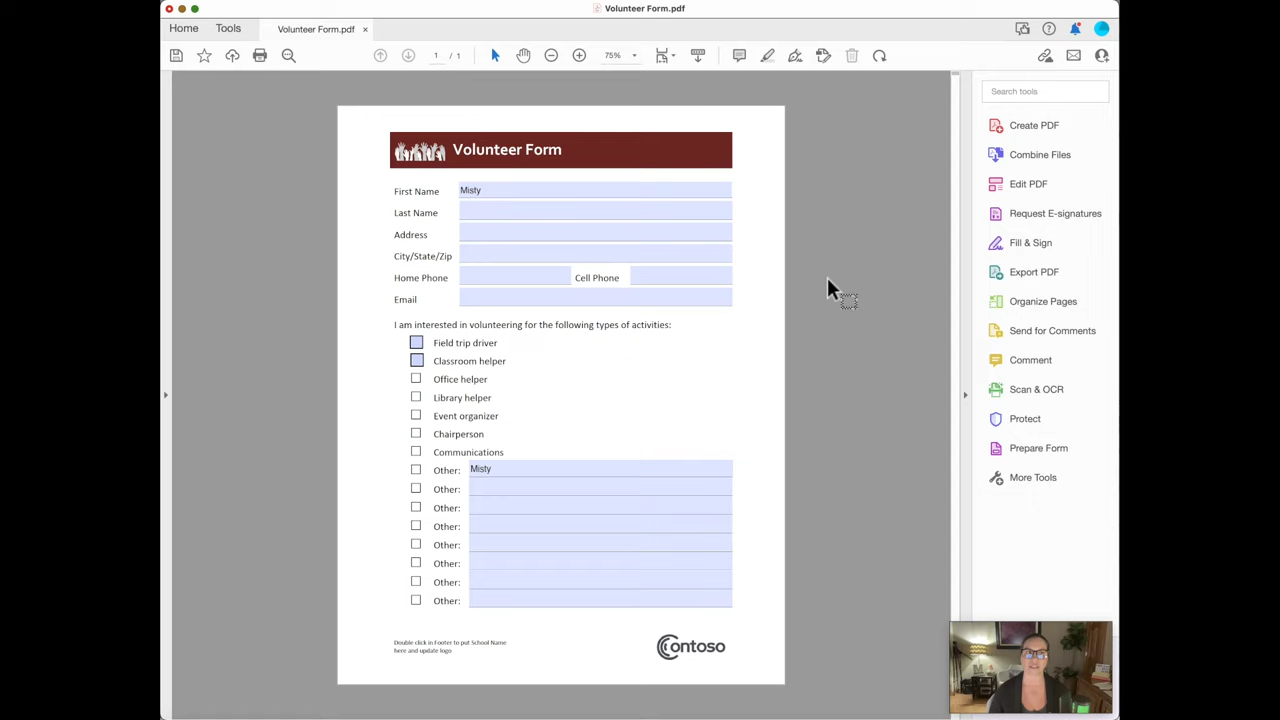 Volunteer Form.pdf
Home Tools Volunteer Form.pdf ×
1 / 1 75%
Search tools
Create PDF
Combine Files
Edit PDF
Request E-signatures
Fill & Sign
Export PDF
Organize Pages
Send for Comments
Comment
Scan & OCR
Protect
Prepare Form
More Tools
Volunteer Form
First Name Misty
Last Name
Address
City/State/Zip
Home Phone Cell Phone
Email
I am interested in volunteering for the following types of activities:
Field trip driver
Classroom helper
Office helper
Library helper
Event organizer
Chairperson
Communications
Other: Misty
Other:
Other:
Other:
Other:
Other:
Other:
Other:
Double click in Footer to put School Name
here and update logo
Contoso